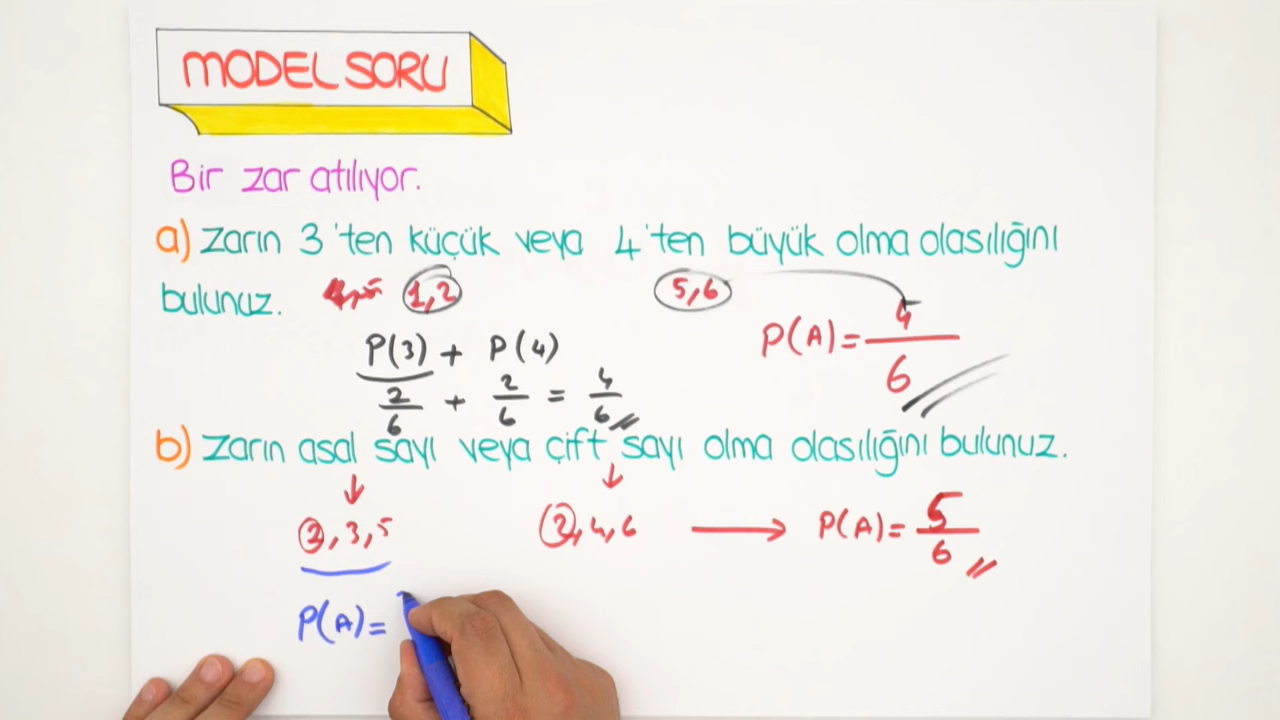 MODEL SORU
Bir zar atılıyor.
a) Zarın 3'ten küçük veya 4'ten büyük olma olasılığını
bulunuz. 1,2 5,6
P(A)= 4/6
P(3) + P(4)
2/6 + 2/6 = 4/6
b) Zarın asal sayı veya çift sayı olma olasılığını bulunuz.
2,3,5 2,4,6 → P(A)= 5/6
P(A)=